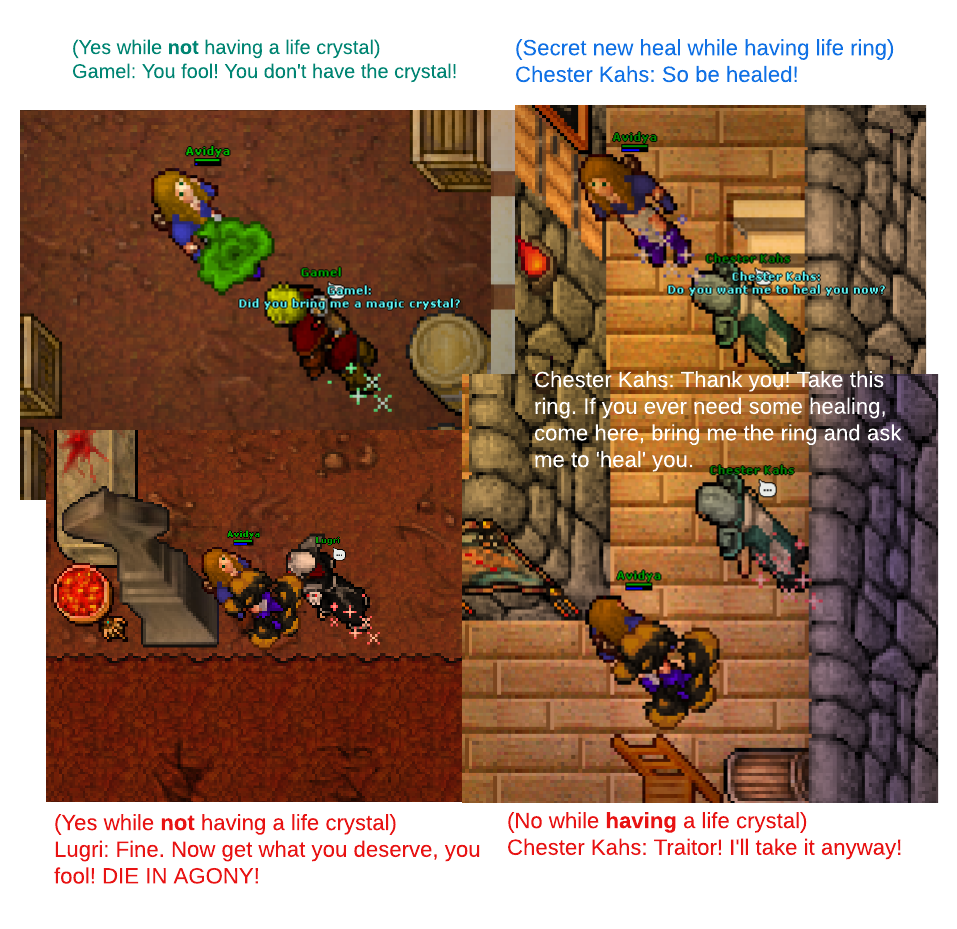 (Yes while not having a life crystal)
Gamel: You fool! You don't have the crystal!
(Secret new heal while having life ring)
Chester Kahs: So be healed!
Avidya
Gamel
Gamel:
Did you bring me a magic crystal?
Avidya
Chester Kahs
Chester Kahs:
Do you want me to heal you now?
Chester Kahs: Thank you! Take this
ring. If you ever need some healing,
come here, bring me the ring and ask
me to 'heal' you.
Chester Kahs
Avidya
Avidya
Lugri
(Yes while not having a life crystal)
Lugri: Fine. Now get what you deserve, you
fool! DIE IN AGONY!
(No while having a life crystal)
Chester Kahs: Traitor! I'll take it anyway!